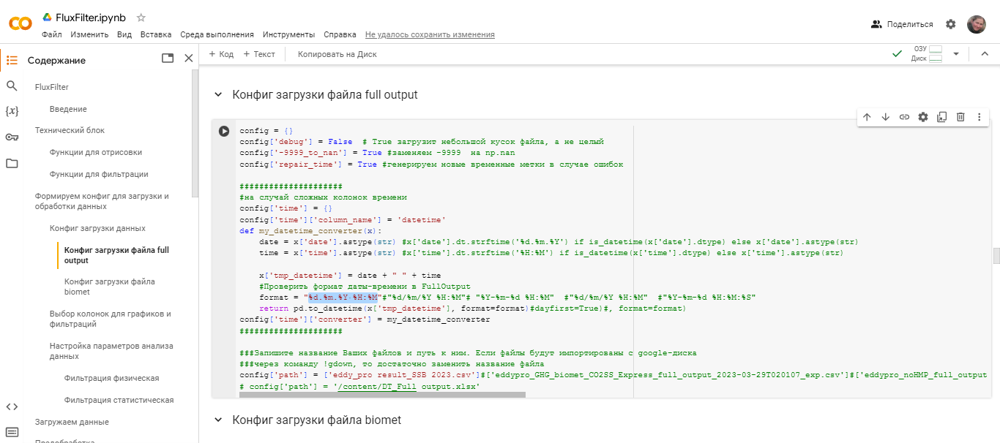 FluxFilter.ipynb
Файл Изменить Вид Вставка Среда выполнения Инструменты Справка Не удалось сохранить изменения
Поделиться
Содержание
+ Код + Текст Копировать на Диск
ОЗУ
Диск
FluxFilter
Введение
Технический блок
Функции для отрисовки
Функции для фильтрации
Формируем конфиг для загрузки и
обработки данных
Конфиг загрузки данных
Конфиг загрузки файла full
output
Конфиг загрузки файла
biomet
Выбор колонок для графиков и
фильтраций
Настройка параметров анализа
данных
Фильтрация физическая
Фильтрация статистическая
Загружаем данные
Предобработка
Конфиг загрузки файла full output
config = {}
config['debug'] = False # True загрузит небольшой кусок файла, а не целый
config['-9999_to_nan'] = True #заменяем -9999 на np.nan
config['repair_time'] = True #генерируем новые временные метки в случае ошибок
#####################
#на случай сложных колонок времени
config['time'] = {}
config['time']['column_name'] = 'datetime'
def my_datetime_converter(x):
date = x['date'].astype(str) #x['date'].dt.strftime('%d.%m.%Y') if is_datetime(x['date'].dtype) else x['date'].astype(str)
time = x['time'].astype(str) #x['time'].dt.strftime('%H:%M') if is_datetime(x['time'].dtype) else x['time'].astype(str)
x['tmp_datetime'] = date + " " + time
#Проверить формат даты-времени в FullOutput
format = "%d.%m.%Y %H:%M"#"%d/%m/%Y %H:%M"# "%Y-%m-%d %H:%M" #"%d/%m/%Y %H:%M" #"%Y-%m-%d %H:%M:%S"
return pd.to_datetime(x['tmp_datetime'], format=format)#dayfirst=True)#, format=format)
config['time']['converter'] = my_datetime_converter
#####################
###Запишите название Ваших файлов и путь к ним. Если файлы будут импортированы с google-диска
###через команду !gdown, то достаточно заменить название файла
config['path'] = ['eddy_pro result_SSB 2023.csv']#['eddypro_GHG_biomet_CO2SS_Express_full_output_2023-03-29T020107_exp.csv']#['eddypro_noHMP_full_output
# config['path'] = '/content/DT_Full output.xlsx'
Конфиг загрузки файла biomet